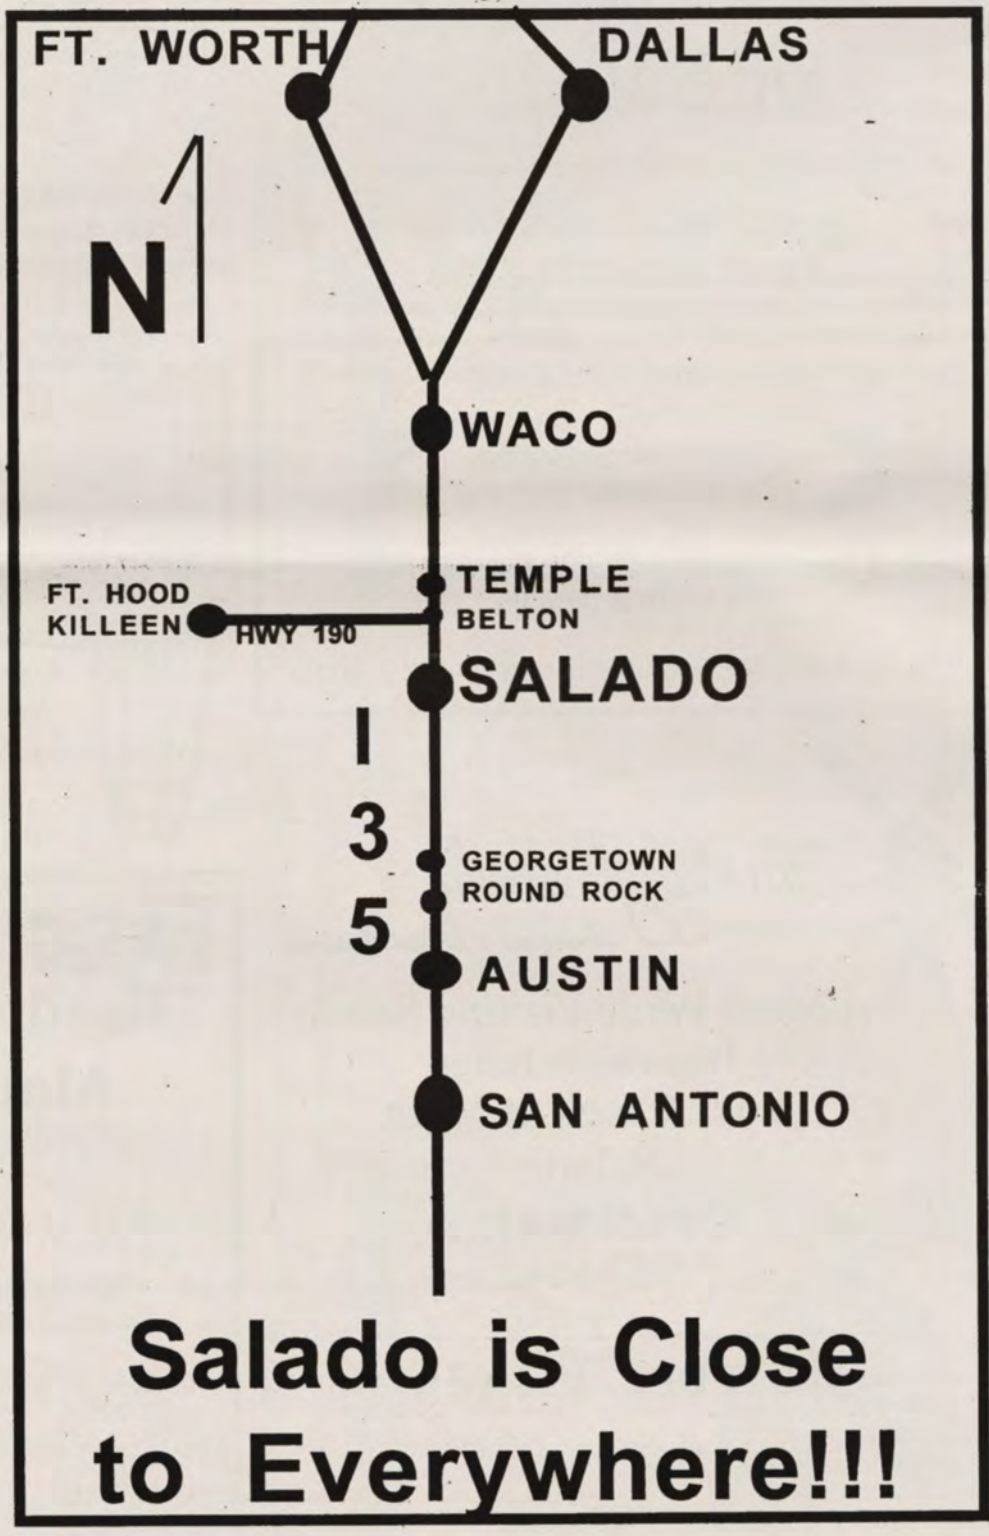 FT. WORTH
DALLAS
N
WACO
TEMPLE
FT. HOOD
KILLEEN
BELTON
HWY 190
SALADO
I
3
5
GEORGETOWN
ROUND ROCK
AUSTIN
SAN ANTONIO
Salado is Close
to Everywhere!!!